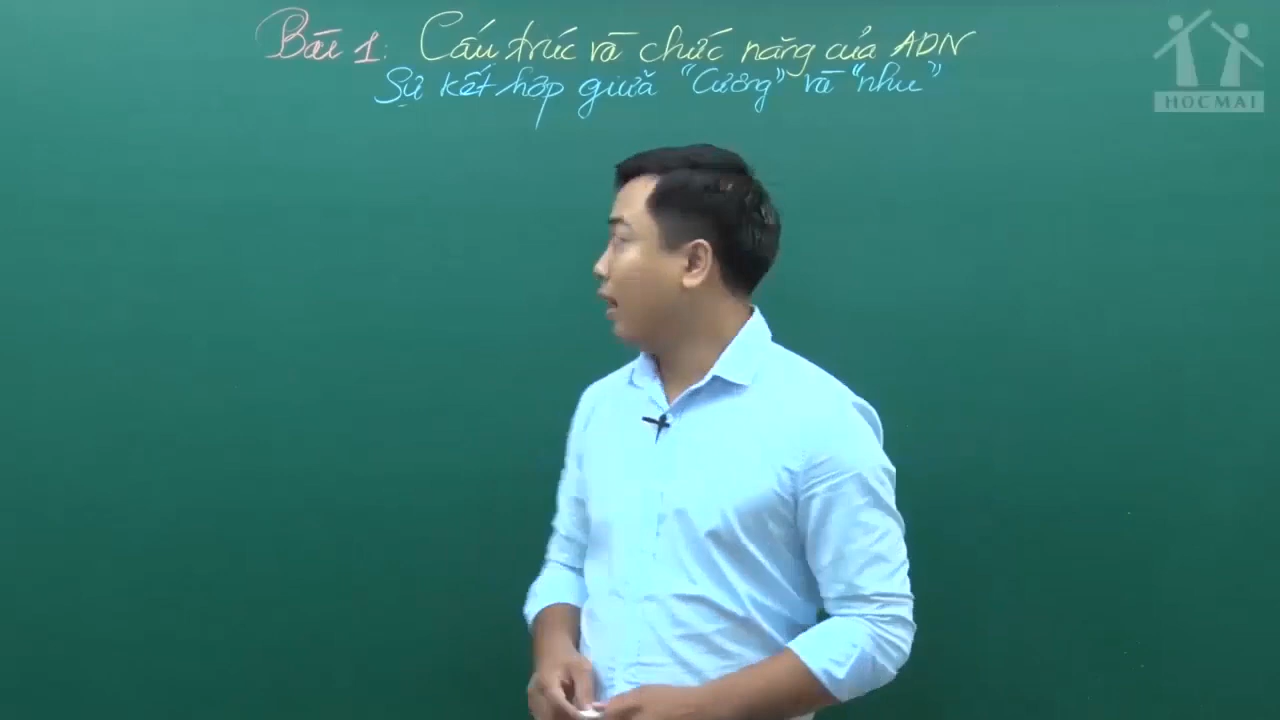 Bài 1: Cấu trúc và chức năng của ADN
Sự kết hợp giữa "Cương" và "nhu"
HOCMAI